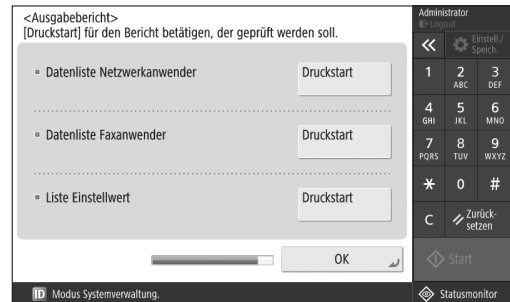 <Ausgabebericht>
[Druckstart] für den Bericht betätigen, der geprüft werden soll.
Datenliste Netzwerkanwender
Druckstart
Datenliste Faxanwender
Druckstart
Liste Einstellwert
Druckstart
OK
ID Modus Systemverwaltung.
Administrator
Logout
Einstell./
Speich.
1
2
ABC
3
DEF
4
GHI
5
JKL
6
MNO
7
PQRS
8
TUV
9
WXYZ
*
0
#
C
Zurück-
setzen
Start
Statusmonitor